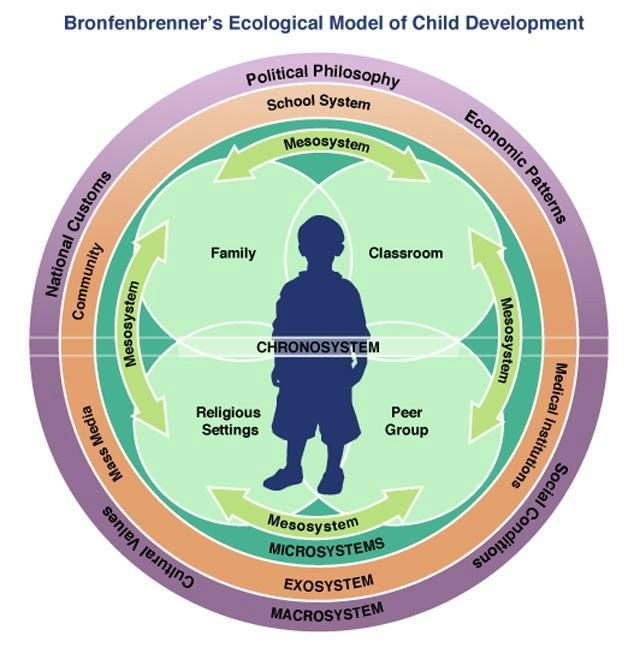 Bronfenbrenner's Ecological Model of Child Development
Political Philosophy
School System
Economic Patterns
Mesosystem
National Customs
Community
Family
Classroom
Mesosystem
Mesosystem
CHRONOSYSTEM
Medical Institutions
Religious
Settings
Peer
Group
Mass Media
Social Conditions
Cultural Values
Mesosystem
MICROSYSTEMS
EXOSYSTEM
MACROSYSTEM